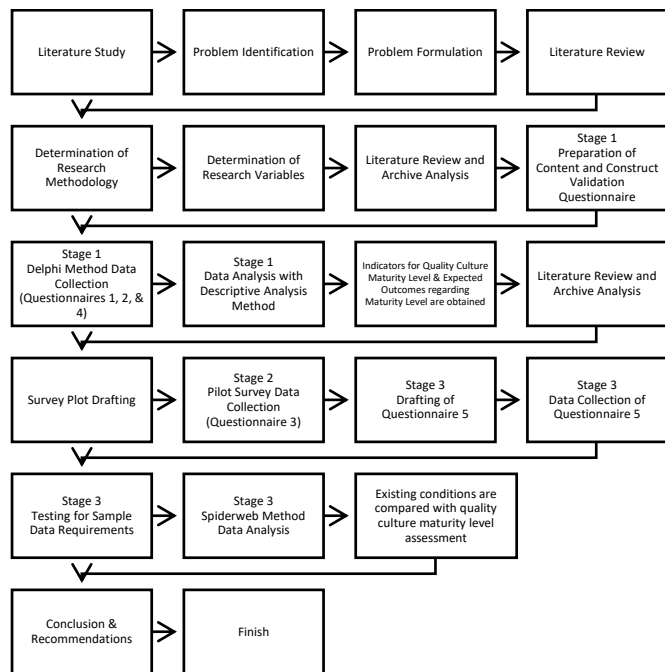 Literature Study
Problem Identification
Problem Formulation
Literature Review
Determination of
Research
Methodology
Determination of
Research Variables
Literature Review and
Archive Analysis
Stage 1
Preparation of
Content and Construct
Validation
Questionnaire
Stage 1
Delphi Method Data
Collection
(Questionnaires 1, 2, &
4)
Stage 1
Data Analysis with
Descriptive Analysis
Method
Indicators for Quality Culture
Maturity Level & Expected
Outcomes regarding
Maturity Level are obtained
Literature Review and
Archive Analysis
Survey Plot Drafting
Stage 2
Pilot Survey Data
Collection
(Questionnaire 3)
Stage 3
Drafting of
Questionnaire 5
Stage 3
Data Collection of
Questionnaire 5
Stage 3
Testing for Sample
Data Requirements
Stage 3
Spiderweb Method
Data Analysis
Existing conditions are
compared with quality
culture maturity level
assessment
Conclusion &
Recommendations
Finish